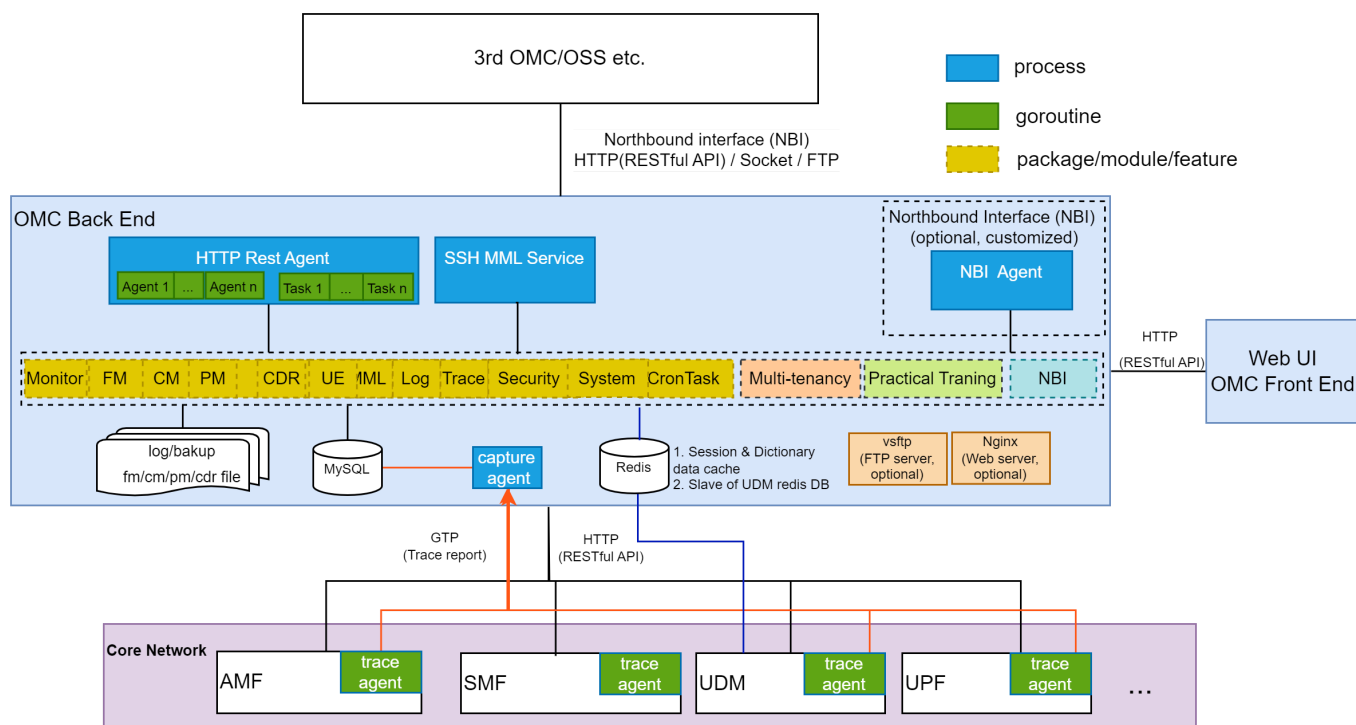 3rd OMC/OSS etc.
process
goroutine
package/module/feature
Northbound interface (NBI)
HTTP(RESTful API) / Socket / FTP
OMC Back End
HTTP Rest Agent
Agent 1
...
Agent n
Task 1
...
Task n
SSH MML Service
Northbound Interface (NBI)
(optional, customized)
NBI Agent
Monitor
FM
CM
PM
CDR
UE
MML
Log
Trace
Security
System
CronTask
Multi-tenancy
Practical Traning
NBI
HTTP
(RESTful API)
Web UI
OMC Front End
log/bakup
fm/cm/pm/cdr file
MySQL
capture
agent
Redis
1. Session & Dictionary
data cache
2. Slave of UDM redis DB
vsftp
(FTP server,
optional)
Nginx
(Web server,
optional)
GTP
(Trace report)
HTTP
(RESTful API)
Core Network
AMF
trace
agent
SMF
trace
agent
UDM
trace
agent
UPF
trace
agent
...